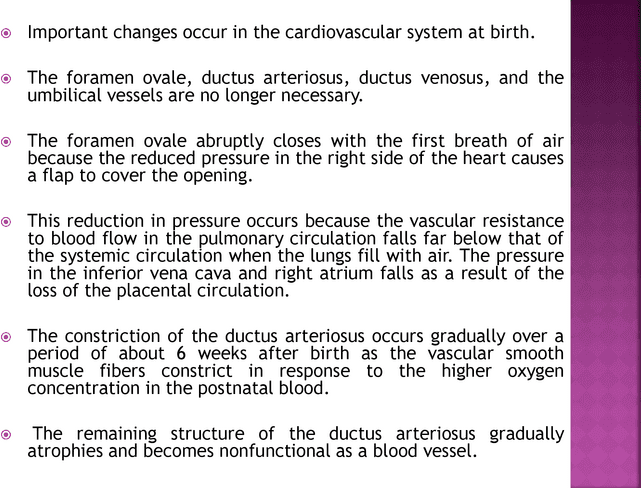 Important changes occur in the cardiovascular system at birth.
The foramen ovale, ductus arteriosus, ductus venosus, and the
umbilical vessels are no longer necessary.
The foramen ovale abruptly closes with the first breath of air
because the reduced pressure in the right side of the heart causes
a flap to cover the opening.
This reduction in pressure occurs because the vascular resistance
to blood flow in the pulmonary circulation falls far below that of
the systemic circulation when the lungs fill with air. The pressure
in the inferior vena cava and right atrium falls as a result of the
loss of the placental circulation.
The constriction of the ductus arteriosus occurs gradually over a
period of about 6 weeks after birth as the vascular smooth
muscle fibers constrict in response to the higher oxygen
concentration in the postnatal blood.
The remaining structure of the ductus arteriosus gradually
atrophies and becomes nonfunctional as a blood vessel.